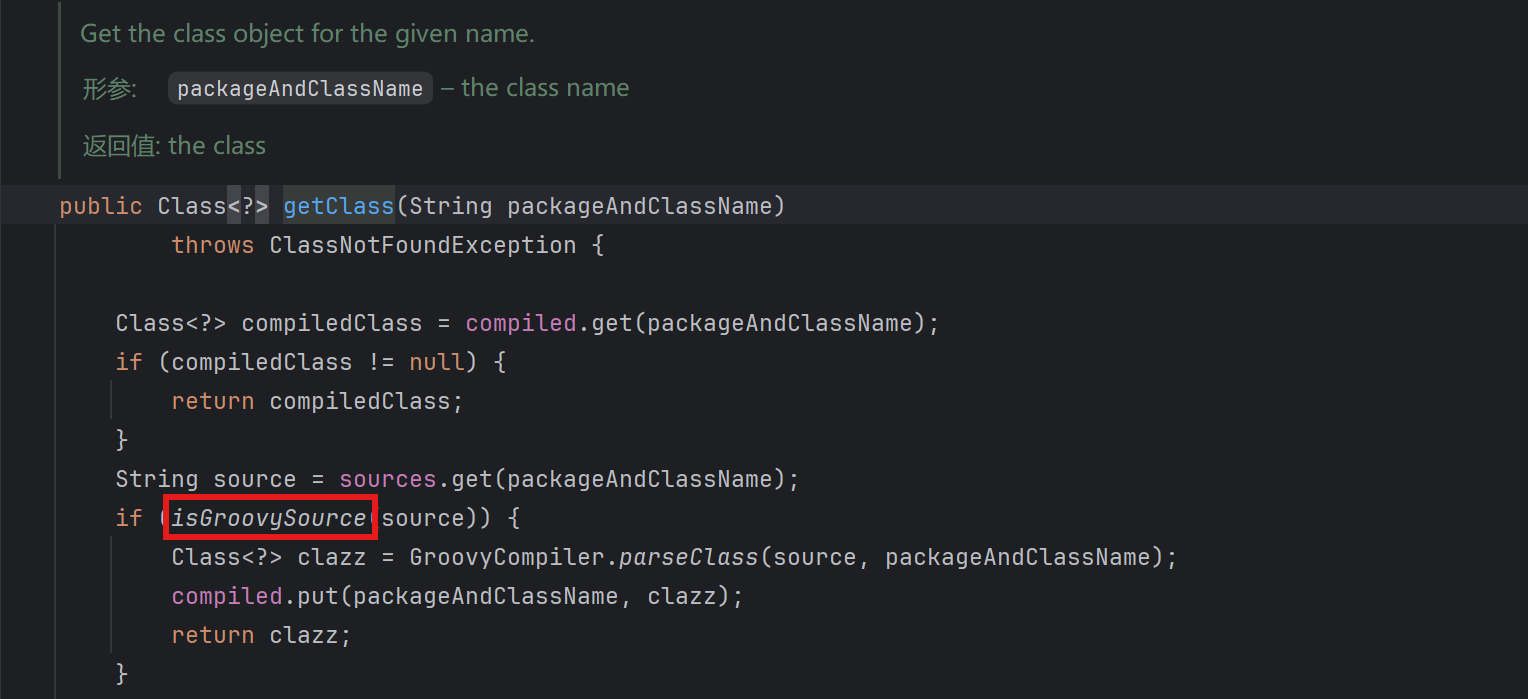 Get the class object for the given name.
形参: packageAndClassName – the class name
返回值: the class
public Class<?> getClass(String packageAndClassName)
throws ClassNotFoundException {
Class<?> compiledClass = compiled.get(packageAndClassName);
if (compiledClass != null) {
return compiledClass;
}
String source = sources.get(packageAndClassName);
if (isGroovySource(source)) {
Class<?> clazz = GroovyCompiler.parseClass(source, packageAndClassName);
compiled.put(packageAndClassName, clazz);
return clazz;
}